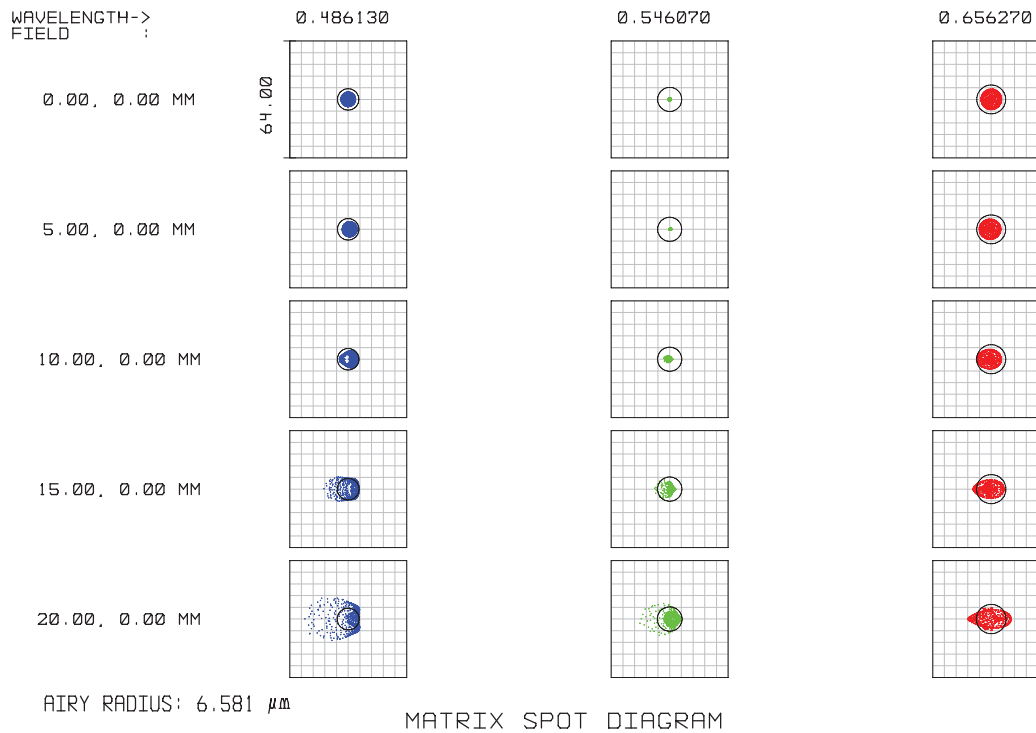 WAVELENGTH-> 0.486130 0.546070 0.656270
FIELD :
0.00, 0.00 MM
64.00
5.00, 0.00 MM
10.00, 0.00 MM
15.00, 0.00 MM
20.00, 0.00 MM
AIRY RADIUS: 6.581 µm
MATRIX SPOT DIAGRAM